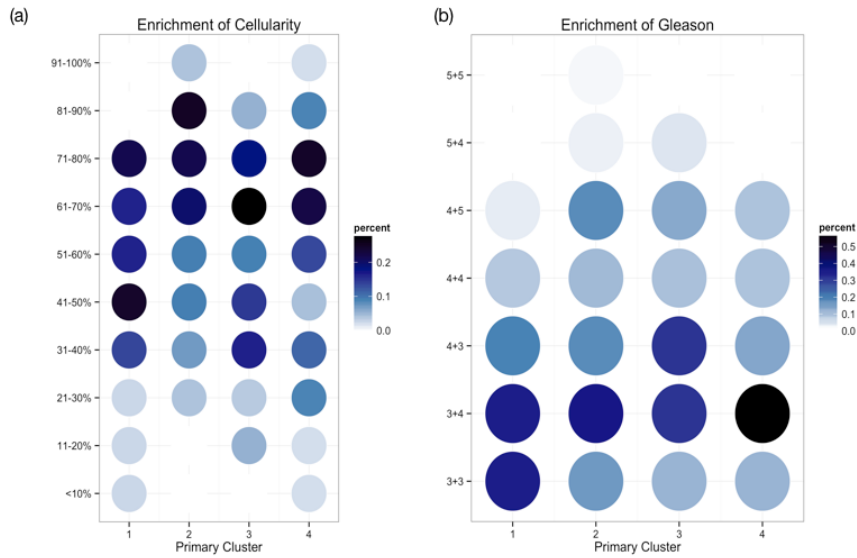 (a)
Enrichment of Cellularity
91-100%
81-90%
71-80%
61-70%
51-60%
41-50%
31-40%
21-30%
11-20%
<10%
1 2 3 4
Primary Cluster
percent
0.2
0.1
0.0
(b)
Enrichment of Gleason
5+5
5+4
4+5
4+4
4+3
3+4
3+3
1 2 3 4
Primary Cluster
percent
0.5
0.4
0.3
0.2
0.1
0.0